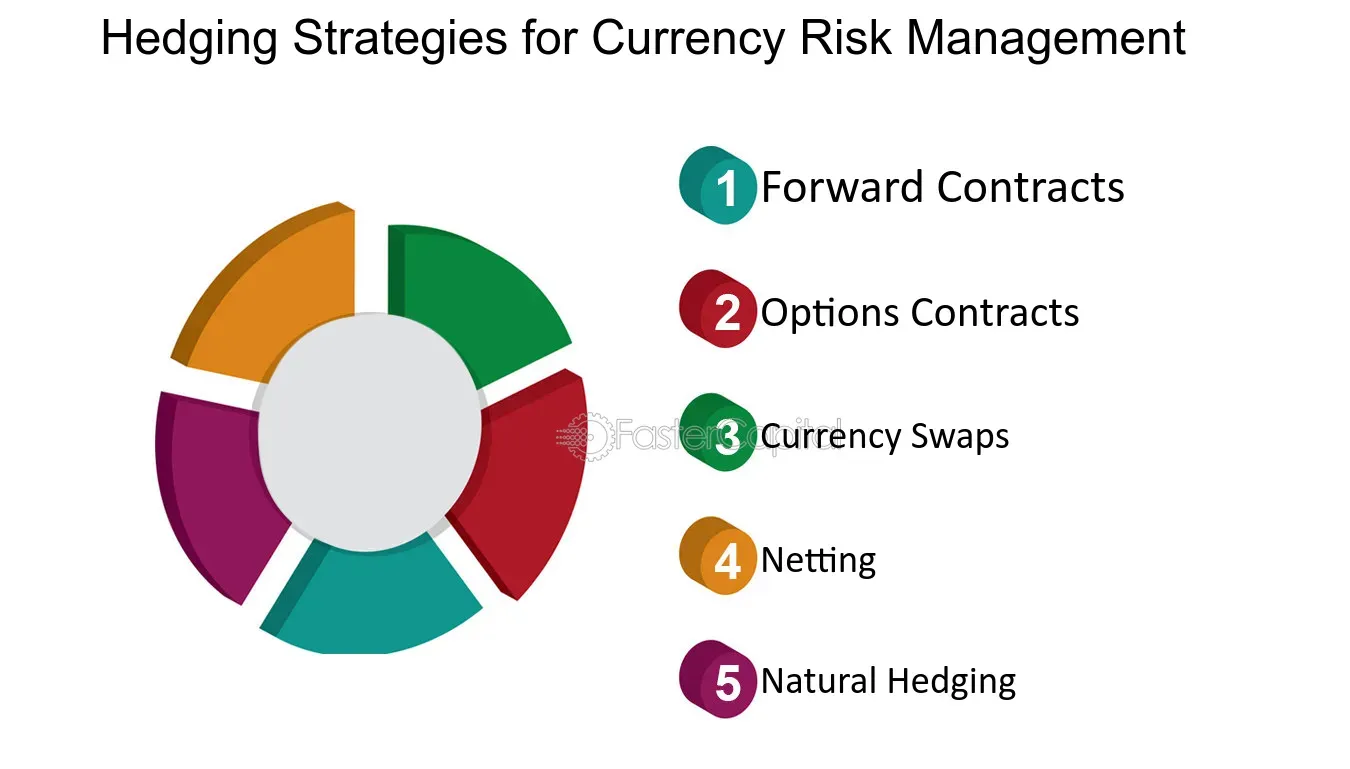 Hedging Strategies for Currency Risk Management
1 Forward Contracts
2 Options Contracts
3 Currency Swaps
FasterCapital
4 Netting
5 Natural Hedging